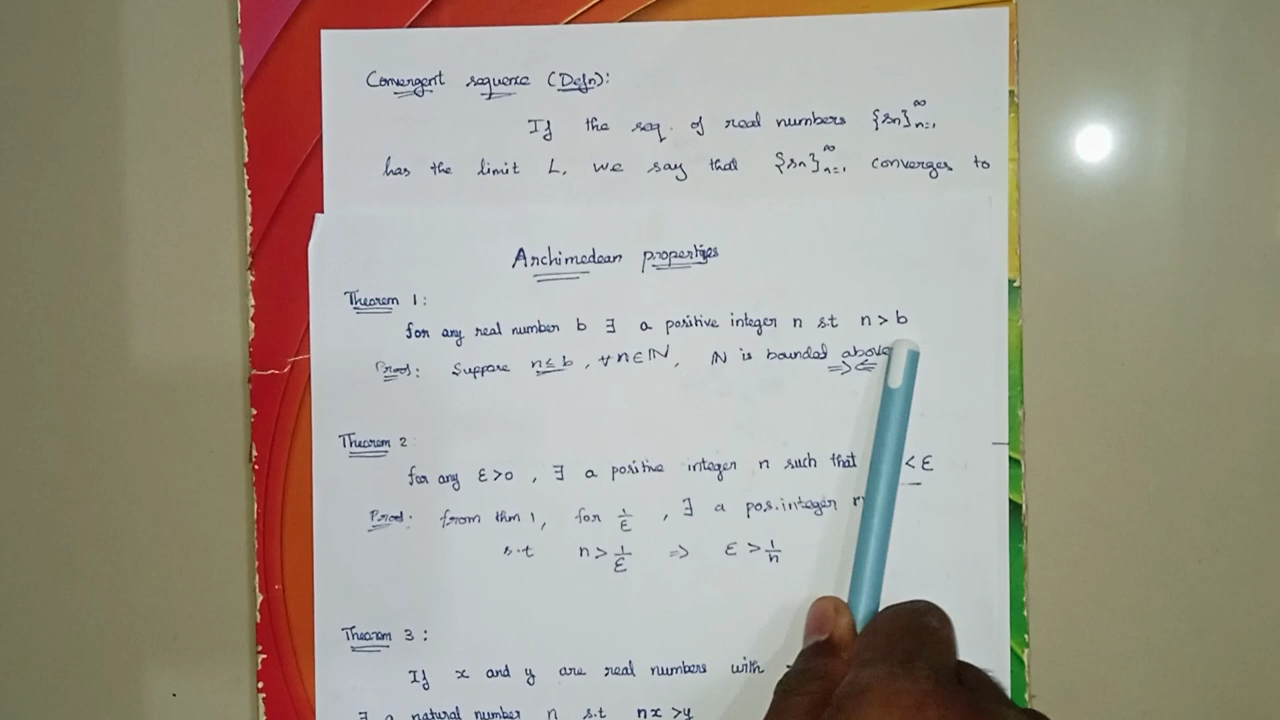 Convergent sequence (Defn):
If the seq. of real numbers {sn}∞n=1
has the limit L, we say that {sn}∞n=1 converges to
Archimedean properties
Theorem 1:
for any real number b ∃ a positive integer n s.t n > b
Proof: Suppose n ≤ b, ∀ n ∈ ℕ, ℕ is bounded above
⇒⇐
Theorem 2:
for any ε > 0, ∃ a positive integer n such that < ε
Proof: from thm 1, for 1/ε, ∃ a pos.integer
s.t n > 1/ε ⇒ ε > 1/n
Theorem 3:
If x and y are real numbers with
∃ a natural number n s.t nx > y